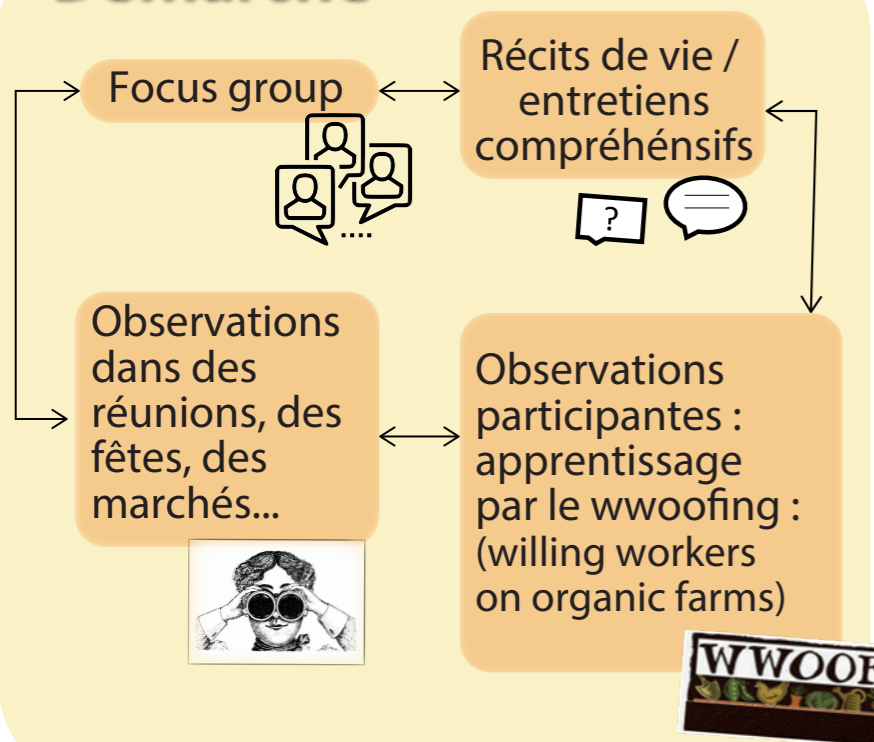 Focus group
Récits de vie /
entretiens
compréhénsifs
?
....
Observations
dans des
réunions, des
fêtes, des
marchés...
Observations
participantes :
apprentissage
par le wwoofing :
(willing workers
on organic farms)
WWOOF